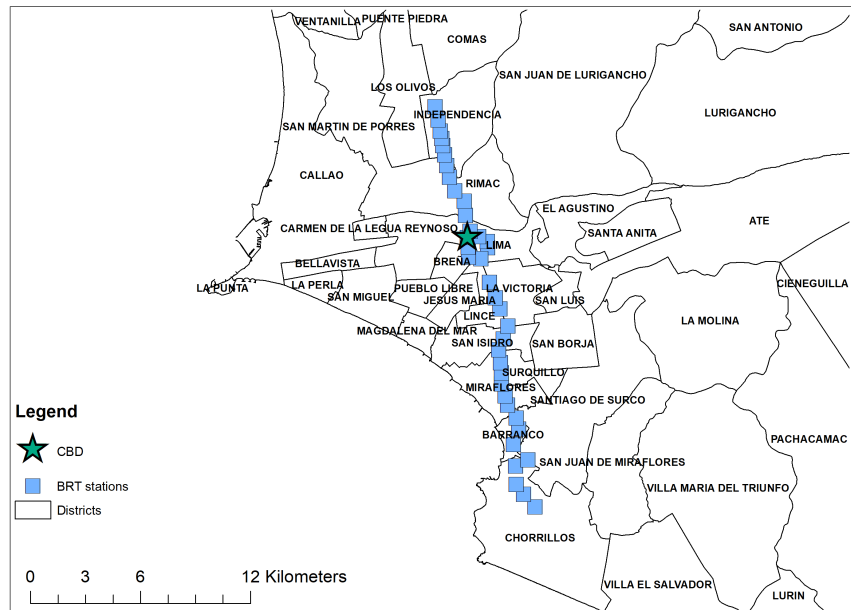 VENTANILLA
PUENTE PIEDRA
SAN ANTONIO
COMAS
SAN JUAN DE LURIGANCHO
LOS OLIVOS
LURIGANCHO
INDEPENDENCIA
SAN MARTIN DE PORRES
CALLAO
RIMAC
EL AGUSTINO
ATE
CARMEN DE LA LEGUA REYNOSO
SANTA ANITA
LIMA
BELLAVISTA
BREÑA
LA PUNTA
LA PERLA
PUEBLO LIBRE
LA VICTORIA
CIENEGUILLA
SAN MIGUEL
JESUS MARIA
SAN LUIS
LINCE
LA MOLINA
MAGDALENA DEL MAR
SAN ISIDRO
SAN BORJA
SURQUILLO
MIRAFLORES
SANTIAGO DE SURCO
BARRANCO
PACHACAMAC
SAN JUAN DE MIRAFLORES
VILLA MARIA DEL TRIUNFO
CHORRILLOS
VILLA EL SALVADOR
LURIN
Legend
CBD
BRT stations
Districts
0 3 6 12 Kilometers